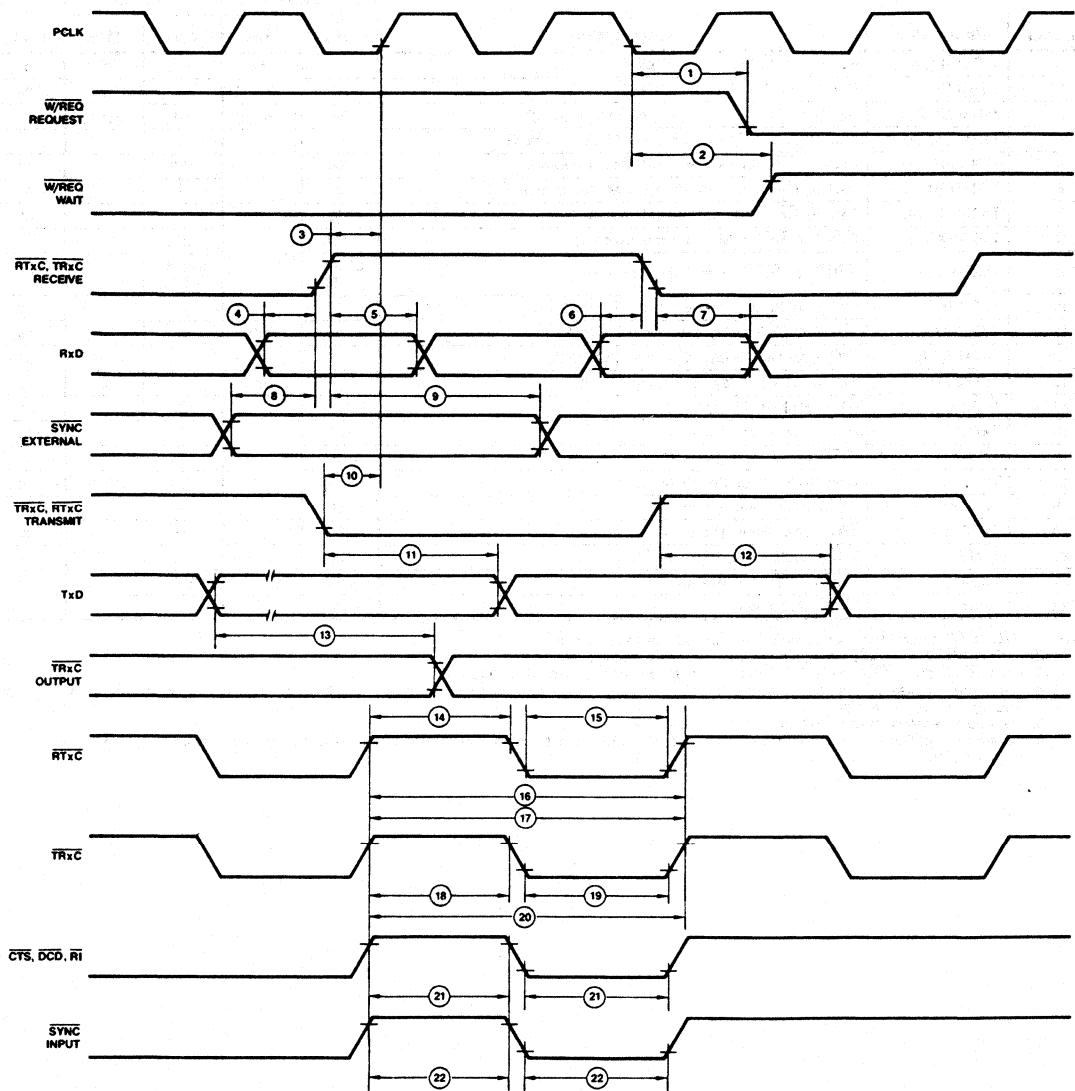 PCLK
1
W/REQ
REQUEST
2
W/REQ
WAIT
3
RTxC, TRxC
RECEIVE
4
5
6
7
RxD
8
9
SYNC
EXTERNAL
10
TRxC, RTxC
TRANSMIT
11
12
TxD
13
TRxC
OUTPUT
14
15
RTxC
16
17
TRxC
18
19
20
CTS, DCD, RI
21
21
SYNC
INPUT
22
22